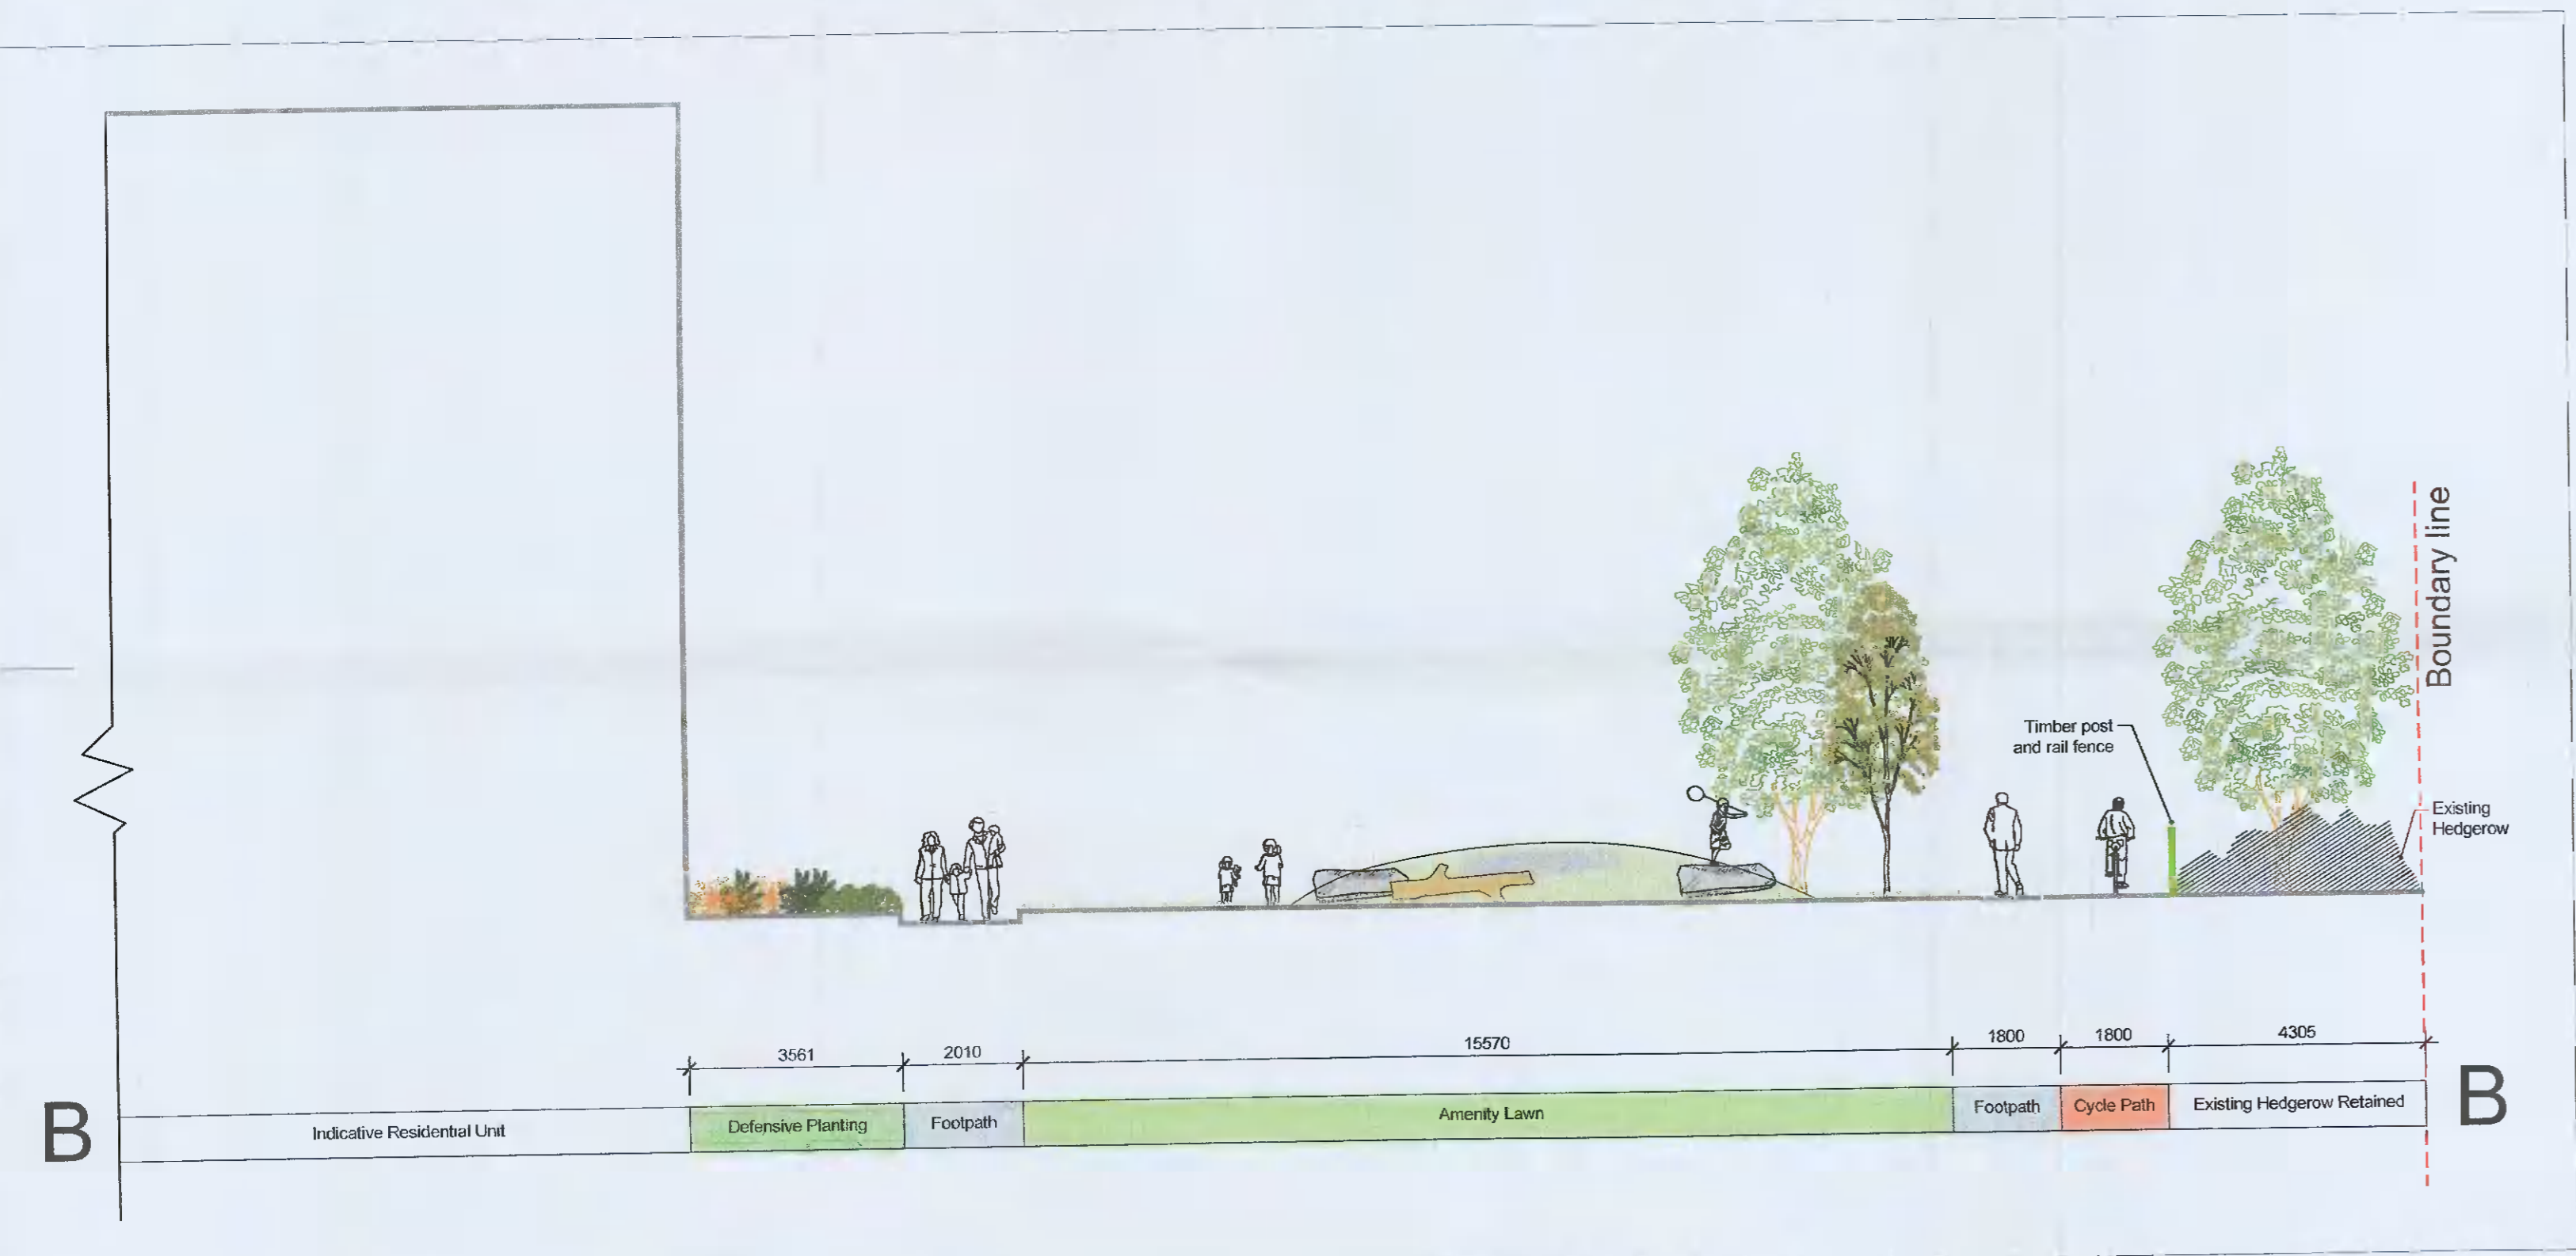 Boundary line
Timber post
and rail fence
Existing
Hedgerow
3561
2010
15570
1800
1800
4305
B
Indicative Residential Unit
Defensive Planting
Footpath
Amenity Lawn
Footpath
Cycle Path
Existing Hedgerow Retained
B